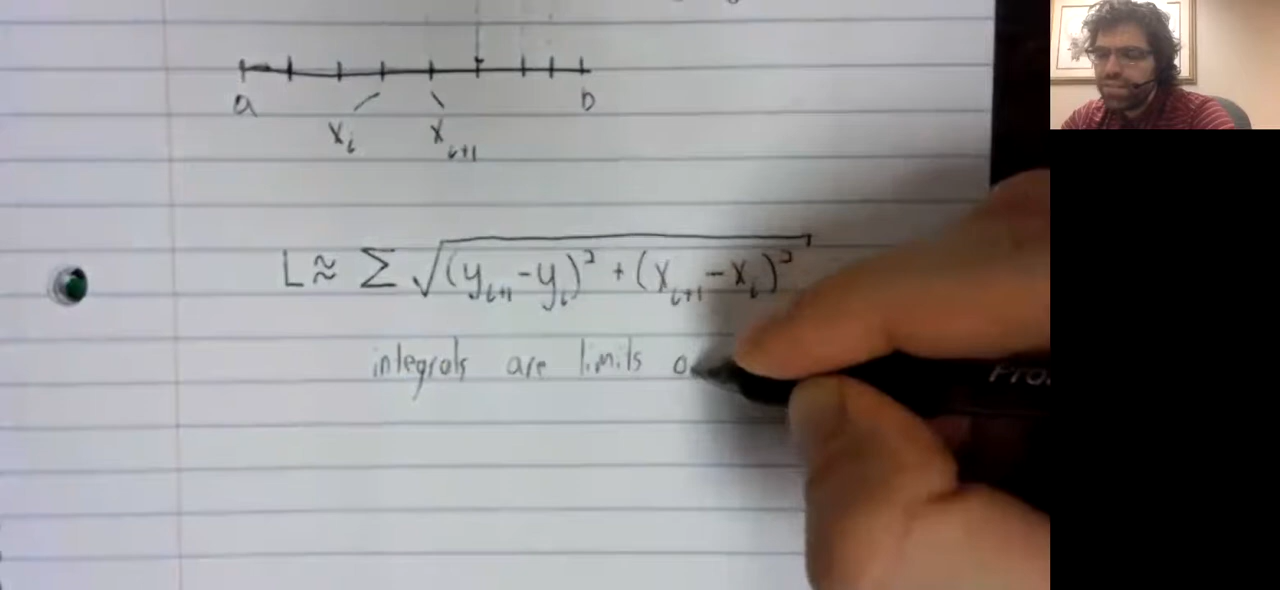 a b
x_i x_{i+1}
L ≈ Σ √((y_{i+1} - y_i)² + (x_{i+1} - x_i)²)
integrals are limits